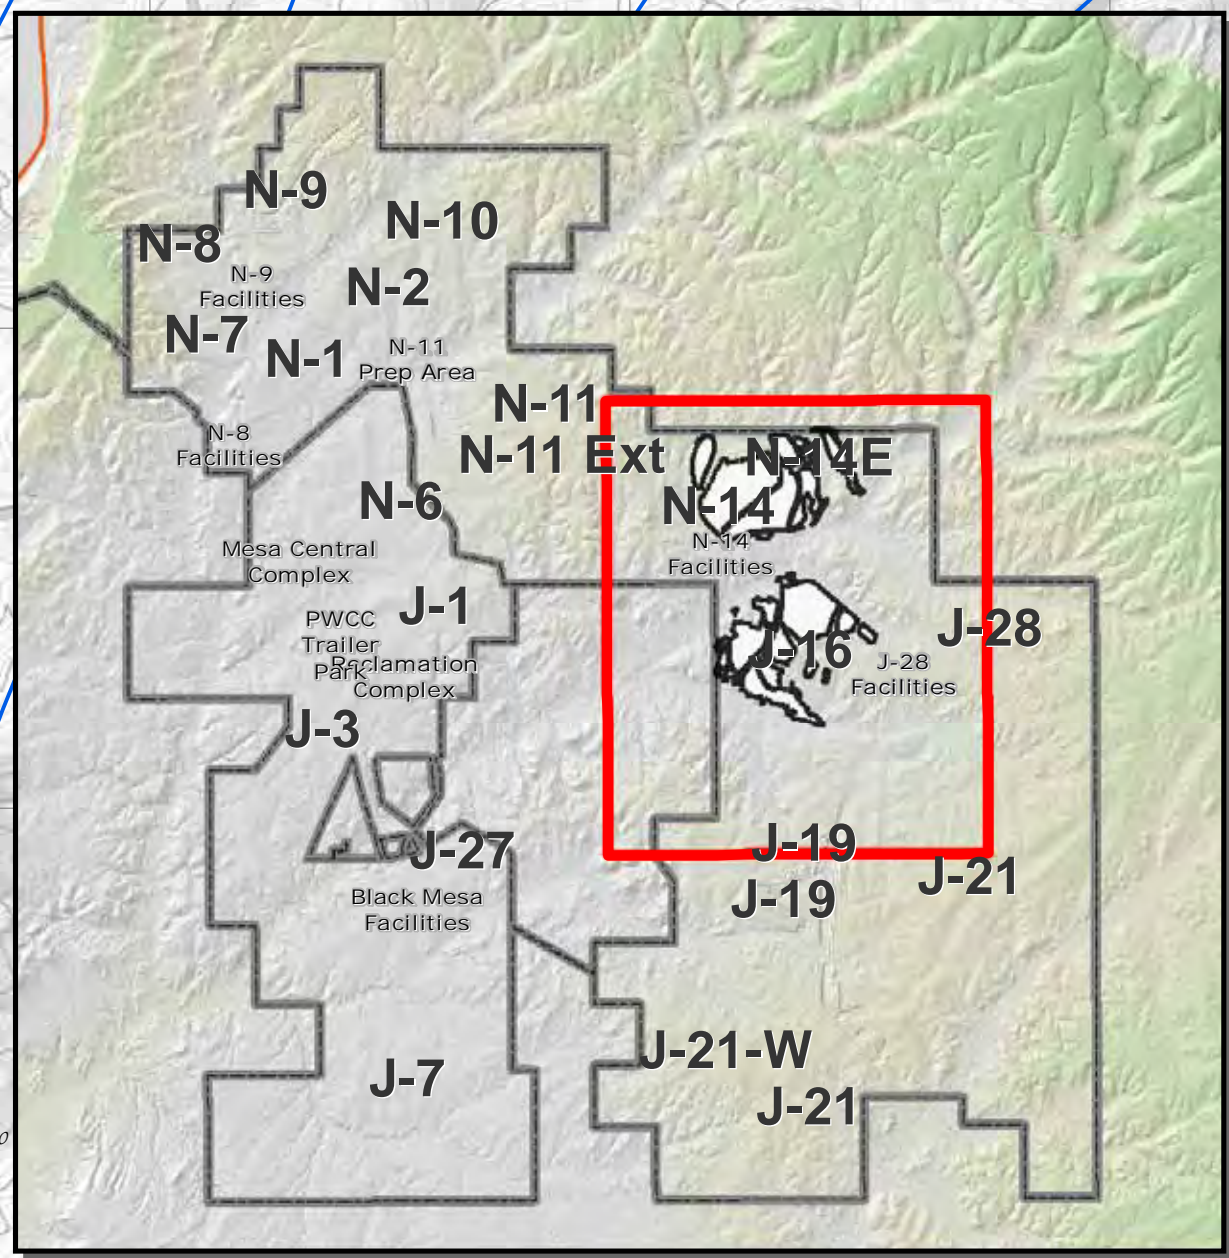 N-9
N-10
N-8
N-9
Facilities
N-2
N-7
N-1
N-11
Prep Area
N-11
N-8
Facilities
N-11 Ext
N-14E
N-6
N-14
N-14
Facilities
Mesa Central
Complex
J-1
PWCC
Trailer
Park
Reclamation
Complex
J-28
J-16
J-28
Facilities
J-3
J-27
J-19
J-21
Black Mesa
Facilities
J-19
J-21-W
J-7
J-21
0